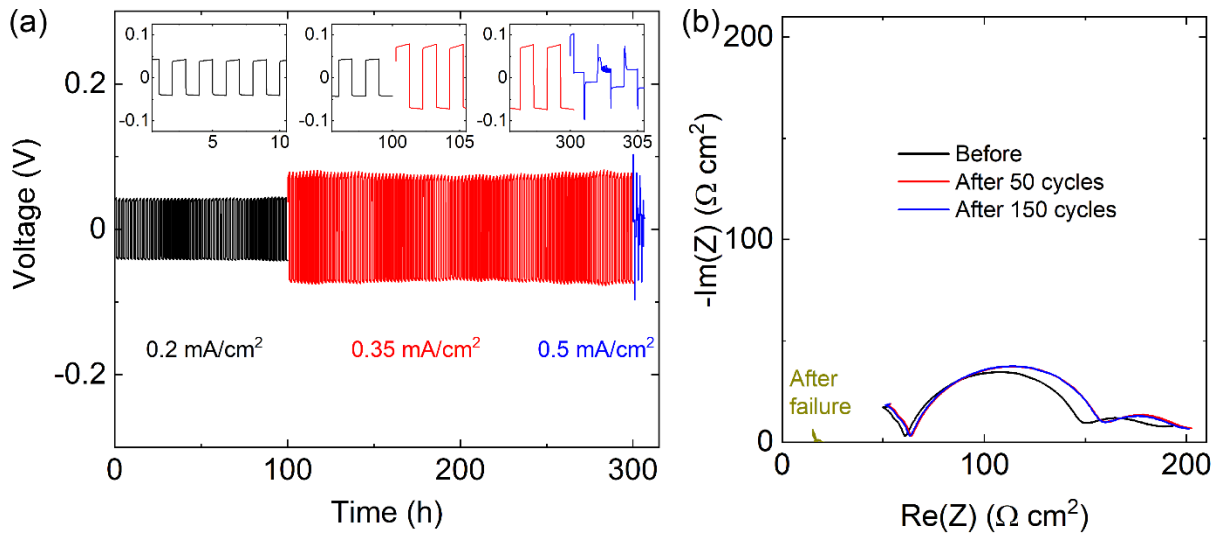 (a)
Voltage (V)
0.2
0
-0.2
0.1
0
-0.1
5
10
0.1
0
-0.1
100
105
0.1
0
-0.1
300
305
0.2 mA/cm²
0.35 mA/cm²
0.5 mA/cm²
0
100
200
300
Time (h)
(b)
-Im(Z) (Ω cm²)
200
100
0
Before
After 50 cycles
After 150 cycles
After
failure
0
100
200
Re(Z) (Ω cm²)